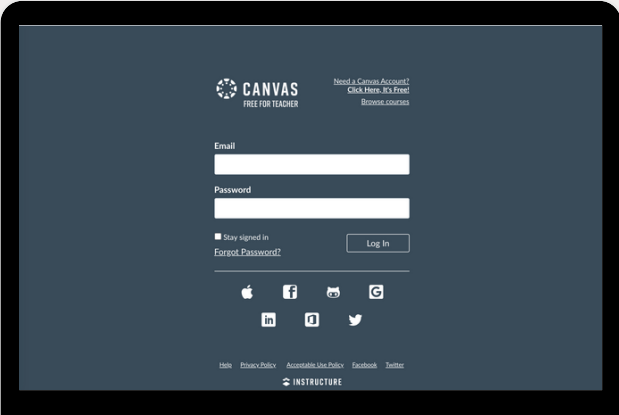 CANVAS
FREE FOR TEACHER
Need a Canvas Account?
Click Here, It's Free!
Browse courses
Email
Password
Stay signed in
Forgot Password?
Log In
Help Privacy Policy Acceptable Use Policy Facebook Twitter
INSTRUCTURE